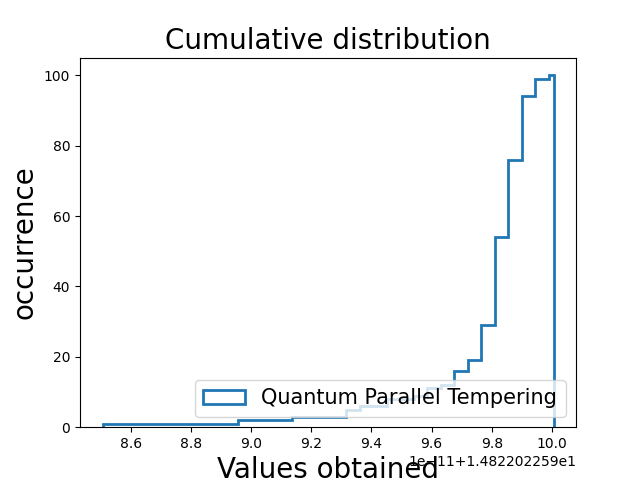 Cumulative distribution
occurrence
100
80
60
40
20
0
Quantum Parallel Tempering
8.6 8.8 9.0 9.2 9.4 9.6 9.8 10.0
1e−11+1.482202259e1
Values obtained